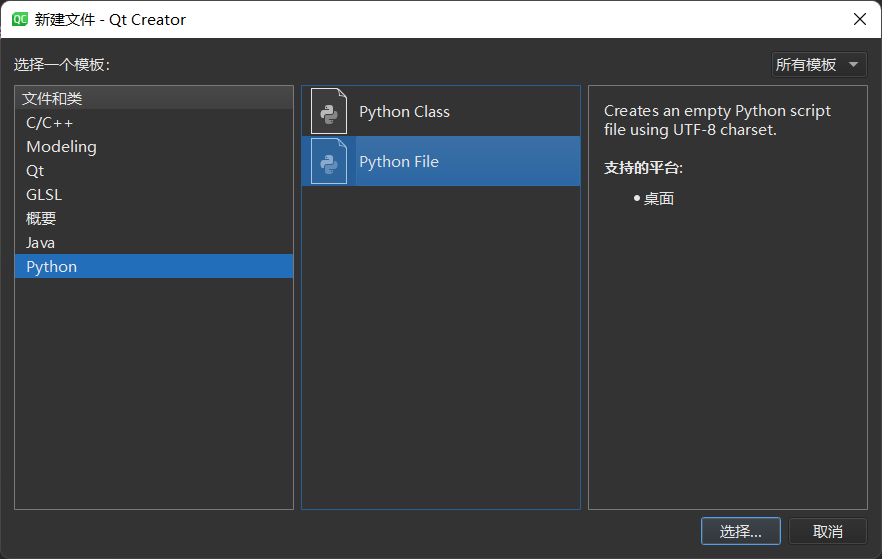 QC 新建文件 - Qt Creator
选择一个模板:
所有模板
文件和类
C/C++
Modeling
Qt
GLSL
概要
Java
Python
Python Class
Python File
Creates an empty Python script
file using UTF-8 charset.
支持的平台:
• 桌面
选择...
取消